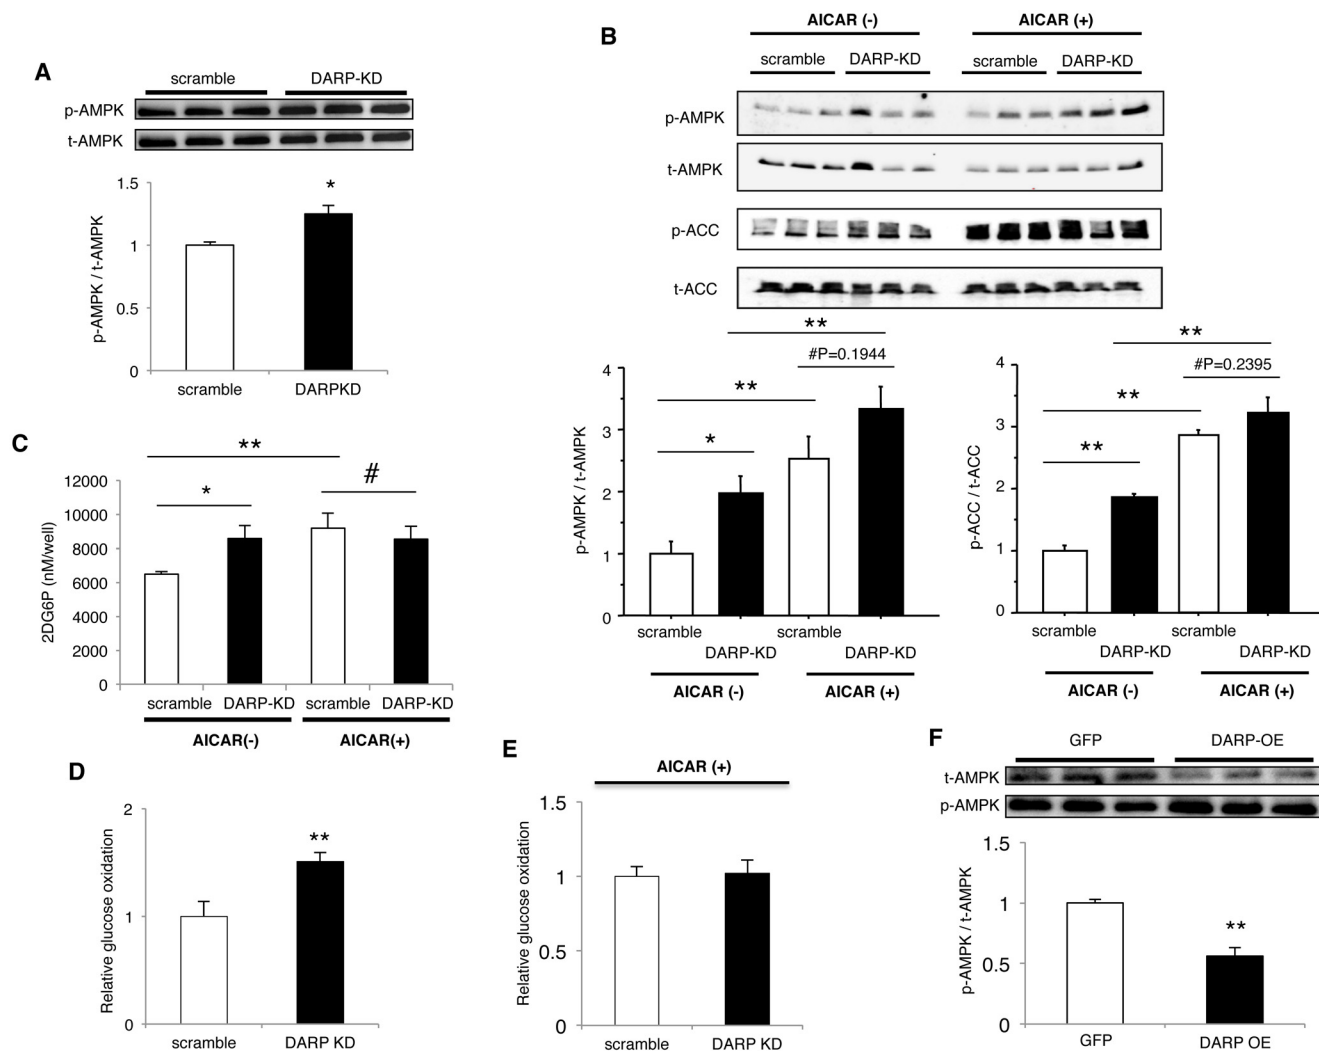 A
scramble DARP-KD
p-AMPK
t-AMPK
1.5
*
1
0.5
0
p-AMPK / t-AMPK
scramble DARPKD
B
AICAR (-) AICAR (+)
scramble DARP-KD scramble DARP-KD
p-AMPK
t-AMPK
p-ACC
t-ACC
**
#P=0.1944
**
*
4
3
2
1
0
p-AMPK / t-AMPK
scramble scramble
DARP-KD DARP-KD
AICAR (-) AICAR (+)
**
#P=0.2395
**
**
4
3
2
1
0
p-ACC / t-ACC
scramble scramble
DARP-KD DARP-KD
AICAR (-) AICAR (+)
C
**
#
*
12000
10000
8000
6000
4000
2000
0
2DG6P (nM/well)
scramble DARP-KD scramble DARP-KD
AICAR(-) AICAR(+)
D
2
**
1
0
Relative glucose oxidation
scramble DARP KD
E
AICAR (+)
1.5
1
0.5
0
Relative glucose oxidation
scramble DARP KD
F
GFP DARP-OE
t-AMPK
p-AMPK
1.5
1
**
0.5
0
p-AMPK / t-AMPK
GFP DARP OE